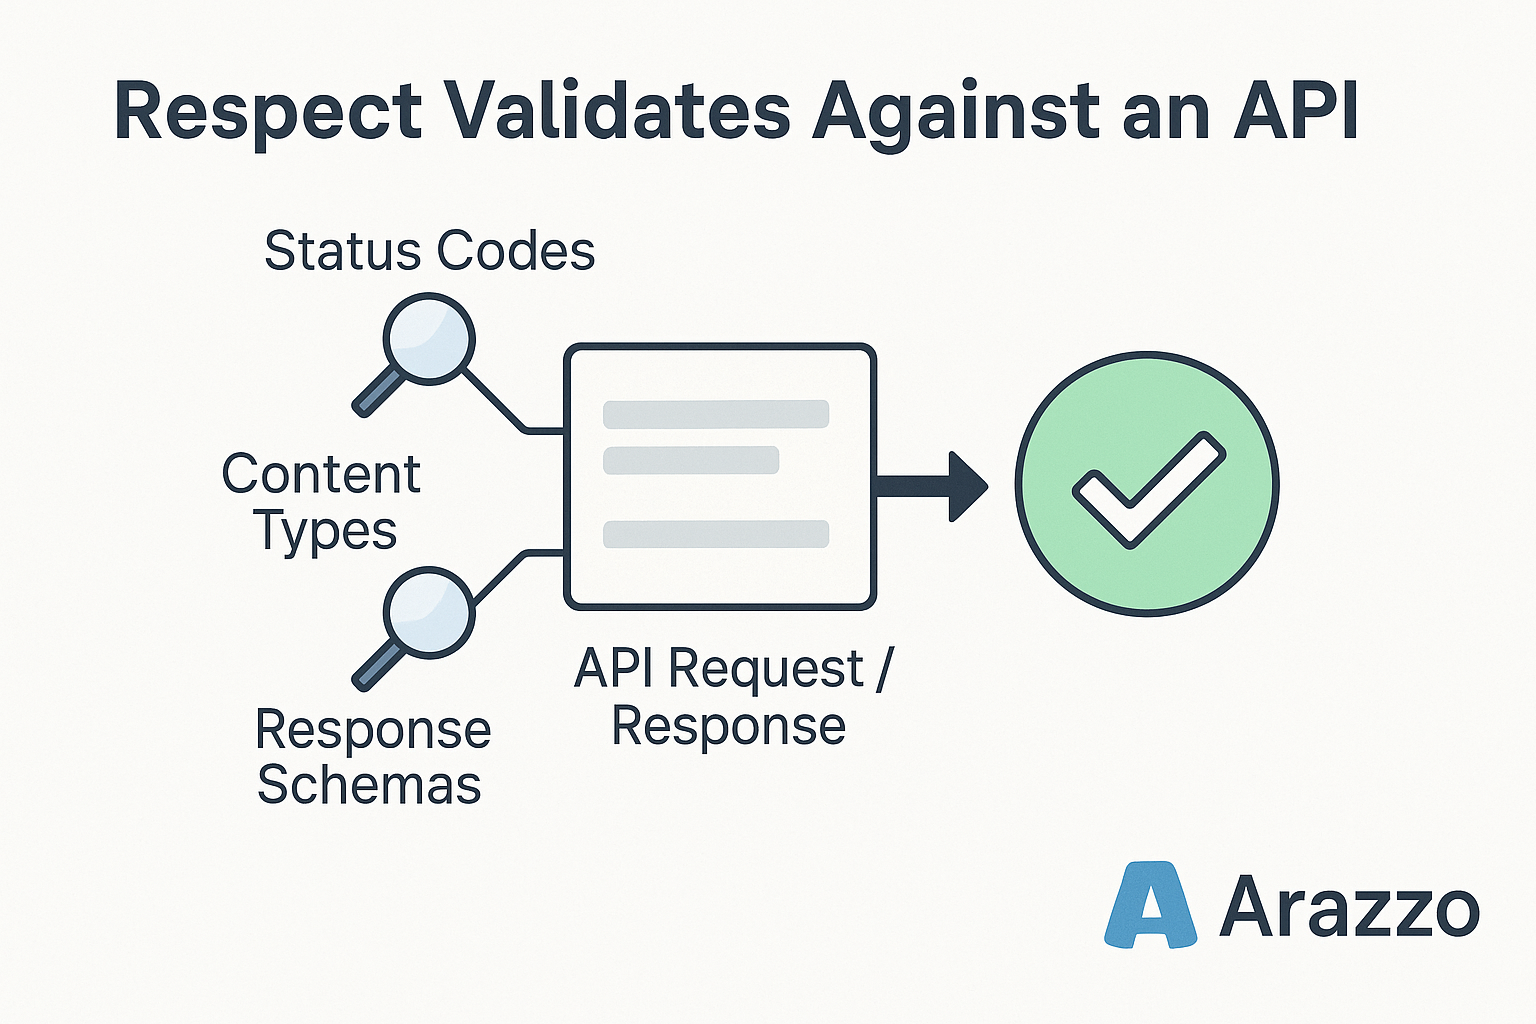 Respect Validates Against an API
Status Codes
Content
Types
Response
Schemas
API Request /
Response
Arazzo